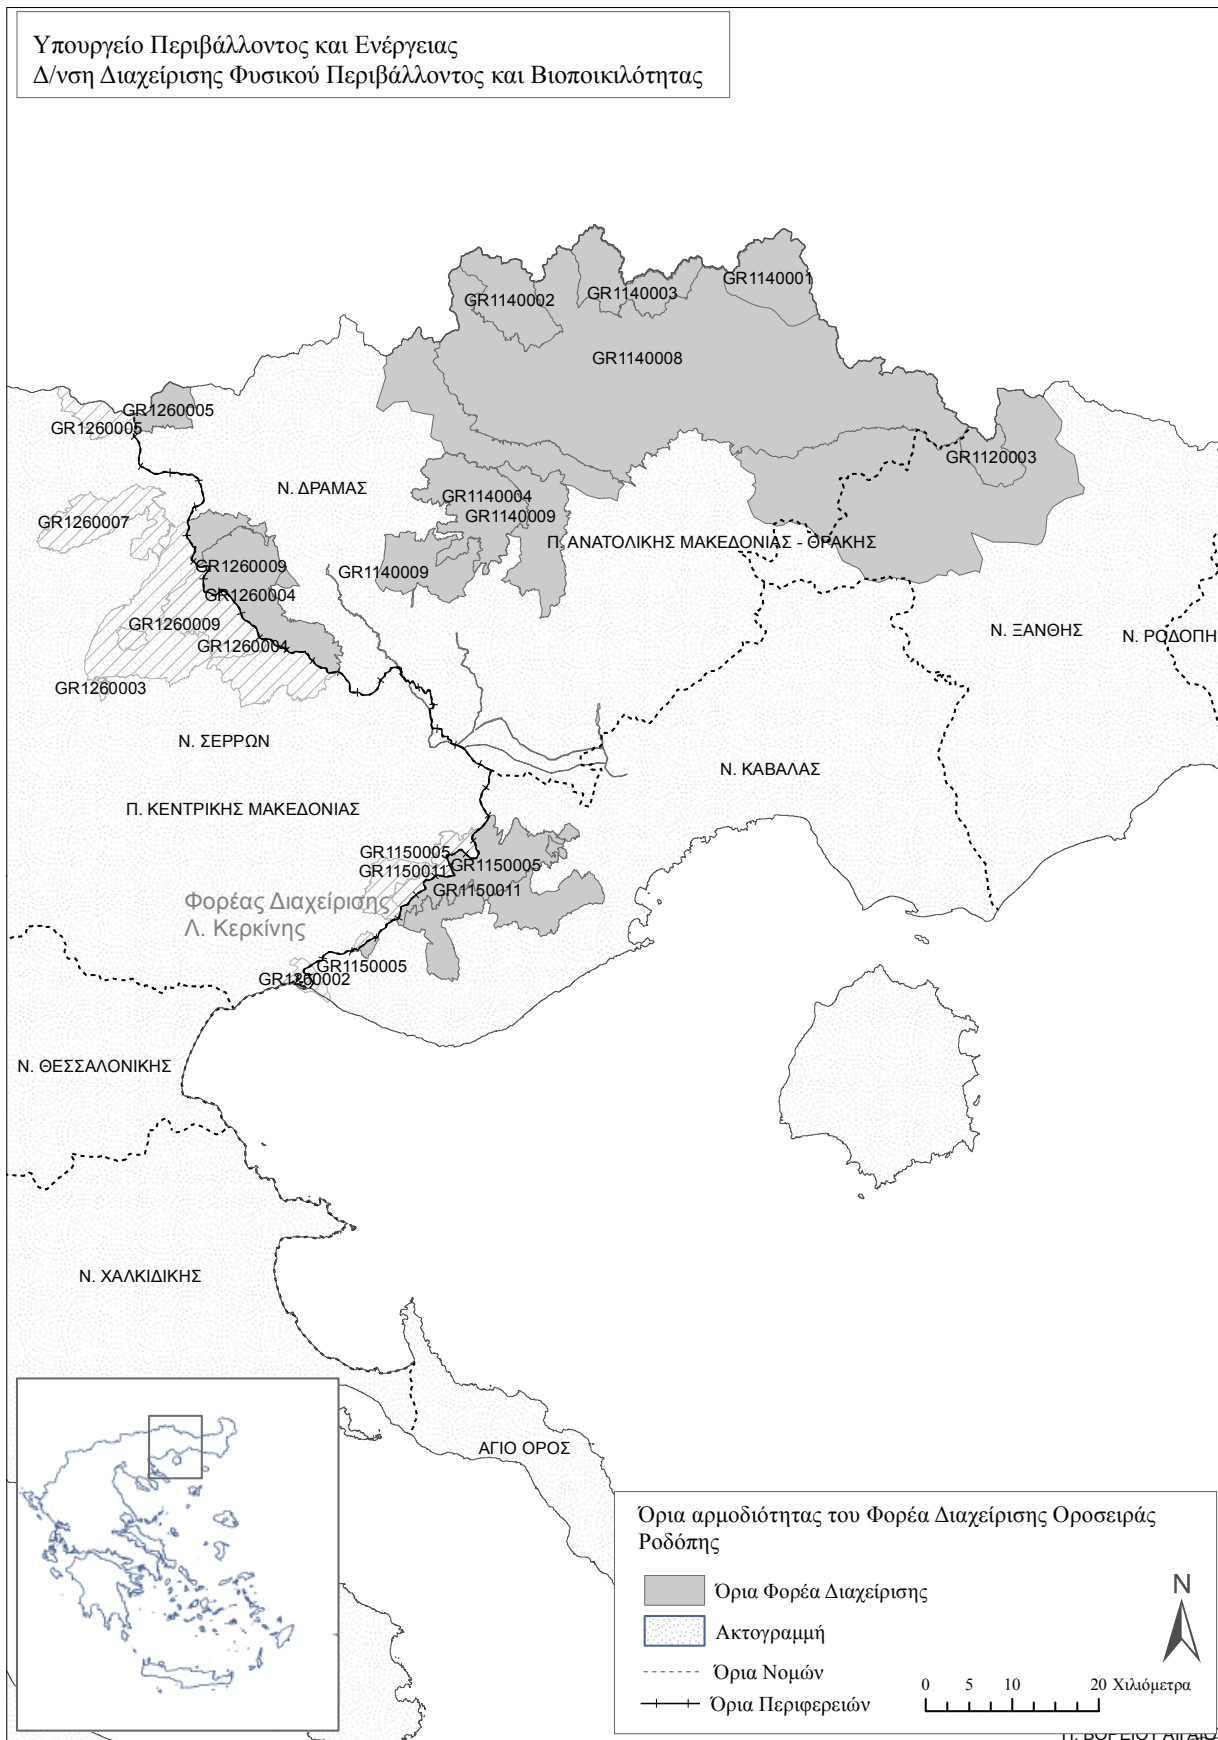 Υπουργείο Περιβάλλοντος και Ενέργειας
Δ/νση Διαχείρισης Φυσικού Περιβάλλοντος και Βιοποικιλότητας
GR1140001
GR1140002
GR1140003
GR1140008
GR1260005
GR1260005
GR1120003
Ν. ΔΡΑΜΑΣ
GR1140004
GR1140009
GR1260007
Π. ΑΝΑΤΟΛΙΚΗΣ ΜΑΚΕΔΟΝΙΑΣ - ΘΡΑΚΗΣ
GR1260009
GR1140009
GR1260004
GR1260009
Ν. ΞΑΝΘΗΣ
Ν. ΡΟΔΟΠΗ
GR1260004
GR1260003
Ν. ΣΕΡΡΩΝ
Ν. ΚΑΒΑΛΑΣ
Π. ΚΕΝΤΡΙΚΗΣ ΜΑΚΕΔΟΝΙΑΣ
GR1150005
GR1150005
GR1150011
GR1150011
Φορέας Διαχείρισης
Λ. Κερκίνης
GR1150005
GR1260002
Ν. ΘΕΣΣΑΛΟΝΙΚΗΣ
Ν. ΧΑΛΚΙΔΙΚΗΣ
ΑΓΙΟ ΟΡΟΣ
Όρια αρμοδιότητας του Φορέα Διαχείρισης Οροσειράς
Ροδόπης
Όρια Φορέα Διαχείρισης
Ακτογραμμή
Όρια Νομών
Όρια Περιφερειών
N
0 5 10 20 Χιλιόμετρα